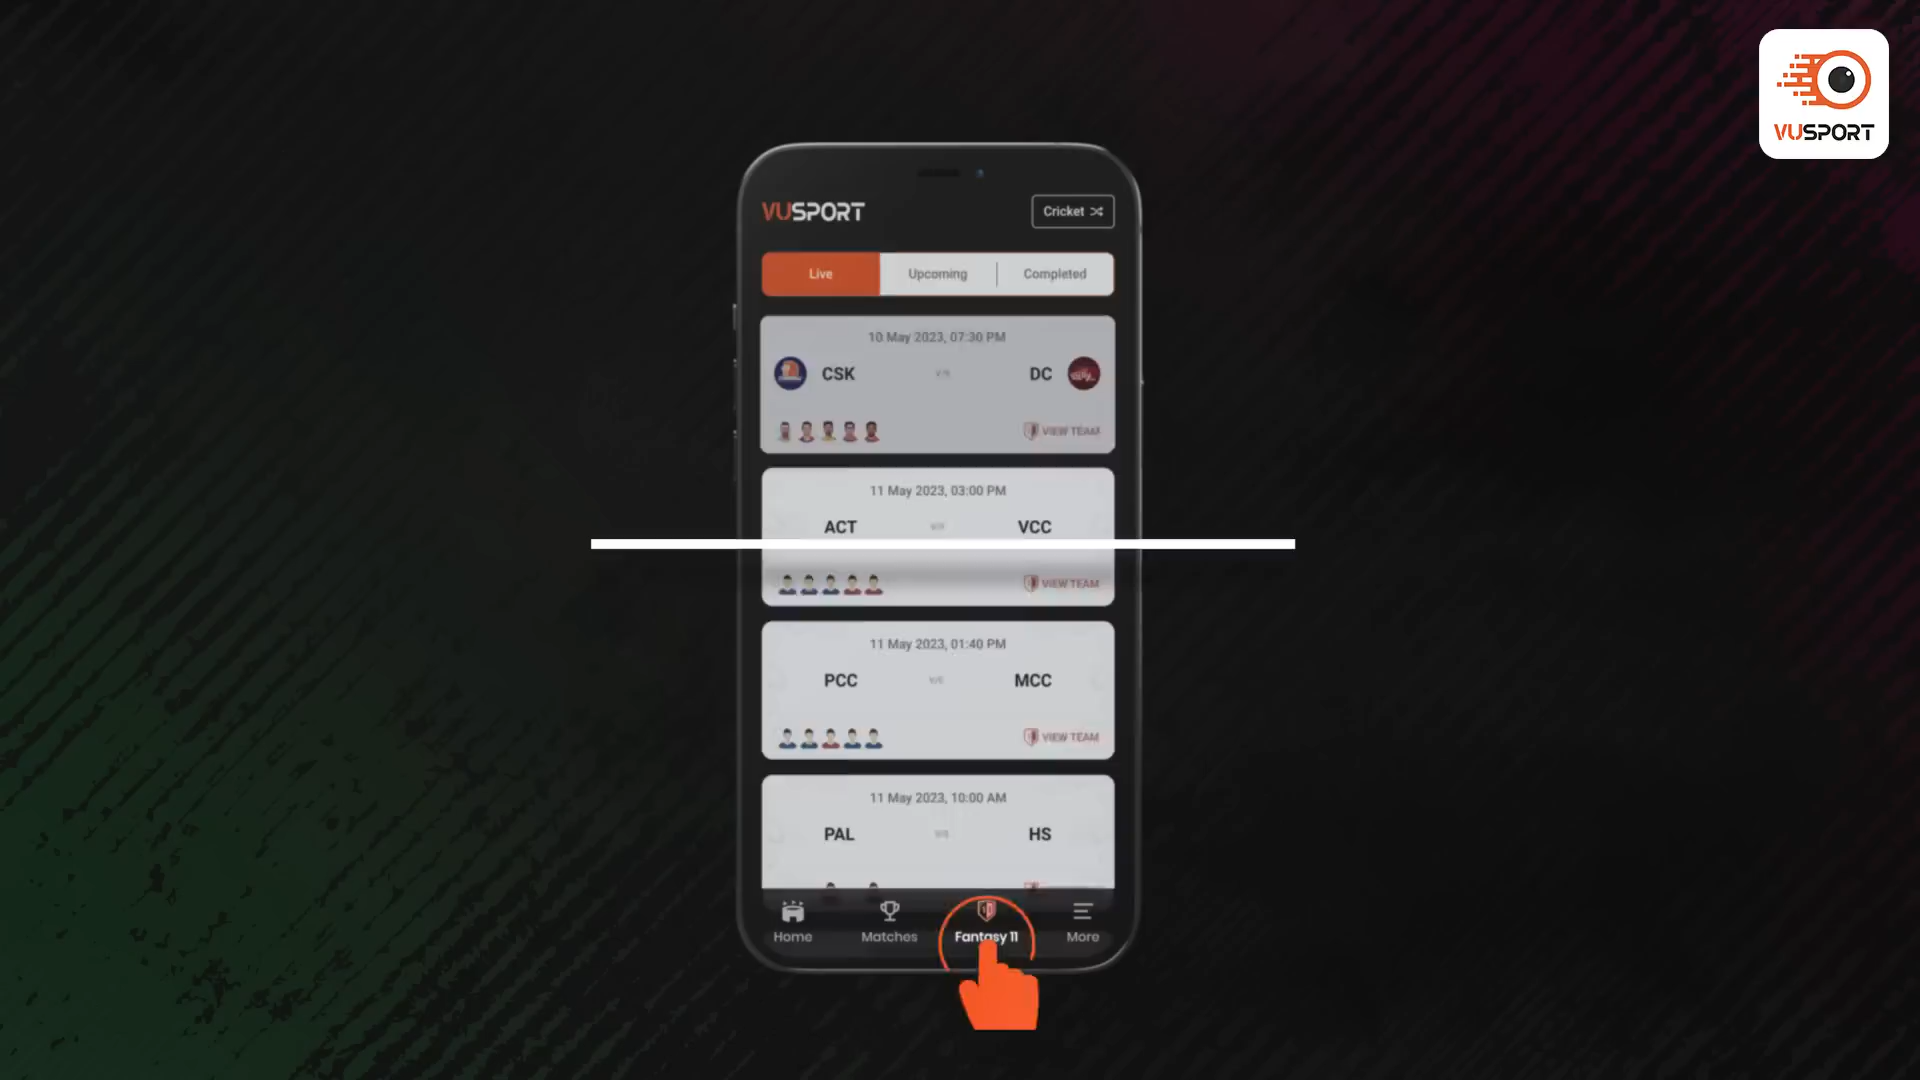 VUSPORT
VUSPORT
Cricket
Live
Upcoming
Completed
10 May 2023, 07:30 PM
CSK
DC
VIEW TEAM
11 May 2023, 03:00 PM
ACT
VCC
VIEW TEAM
11 May 2023, 01:40 PM
PCC
MCC
VIEW TEAM
11 May 2023, 10:00 AM
PAL
HS
Home
Matches
Fantasy 11
More